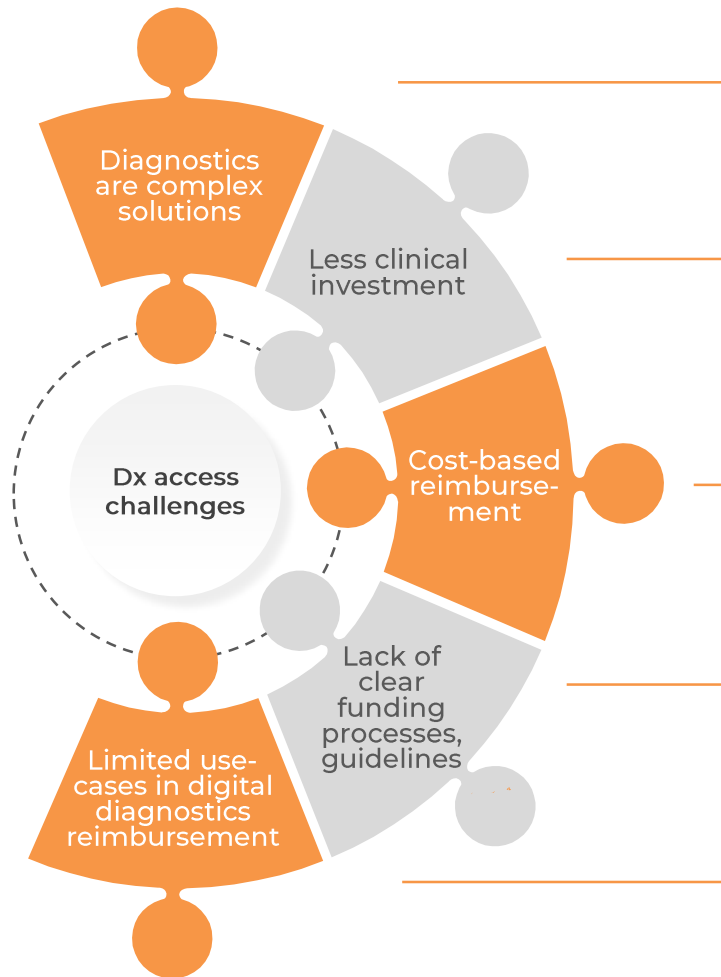 Diagnostics
are complex
solutions
Less clinical
investment
Cost-based
reimburse-
ment
Dx access
challenges
Lack of
clear
funding
processes,
guidelines
Limited use-
cases in digital
diagnostics
reimbursement